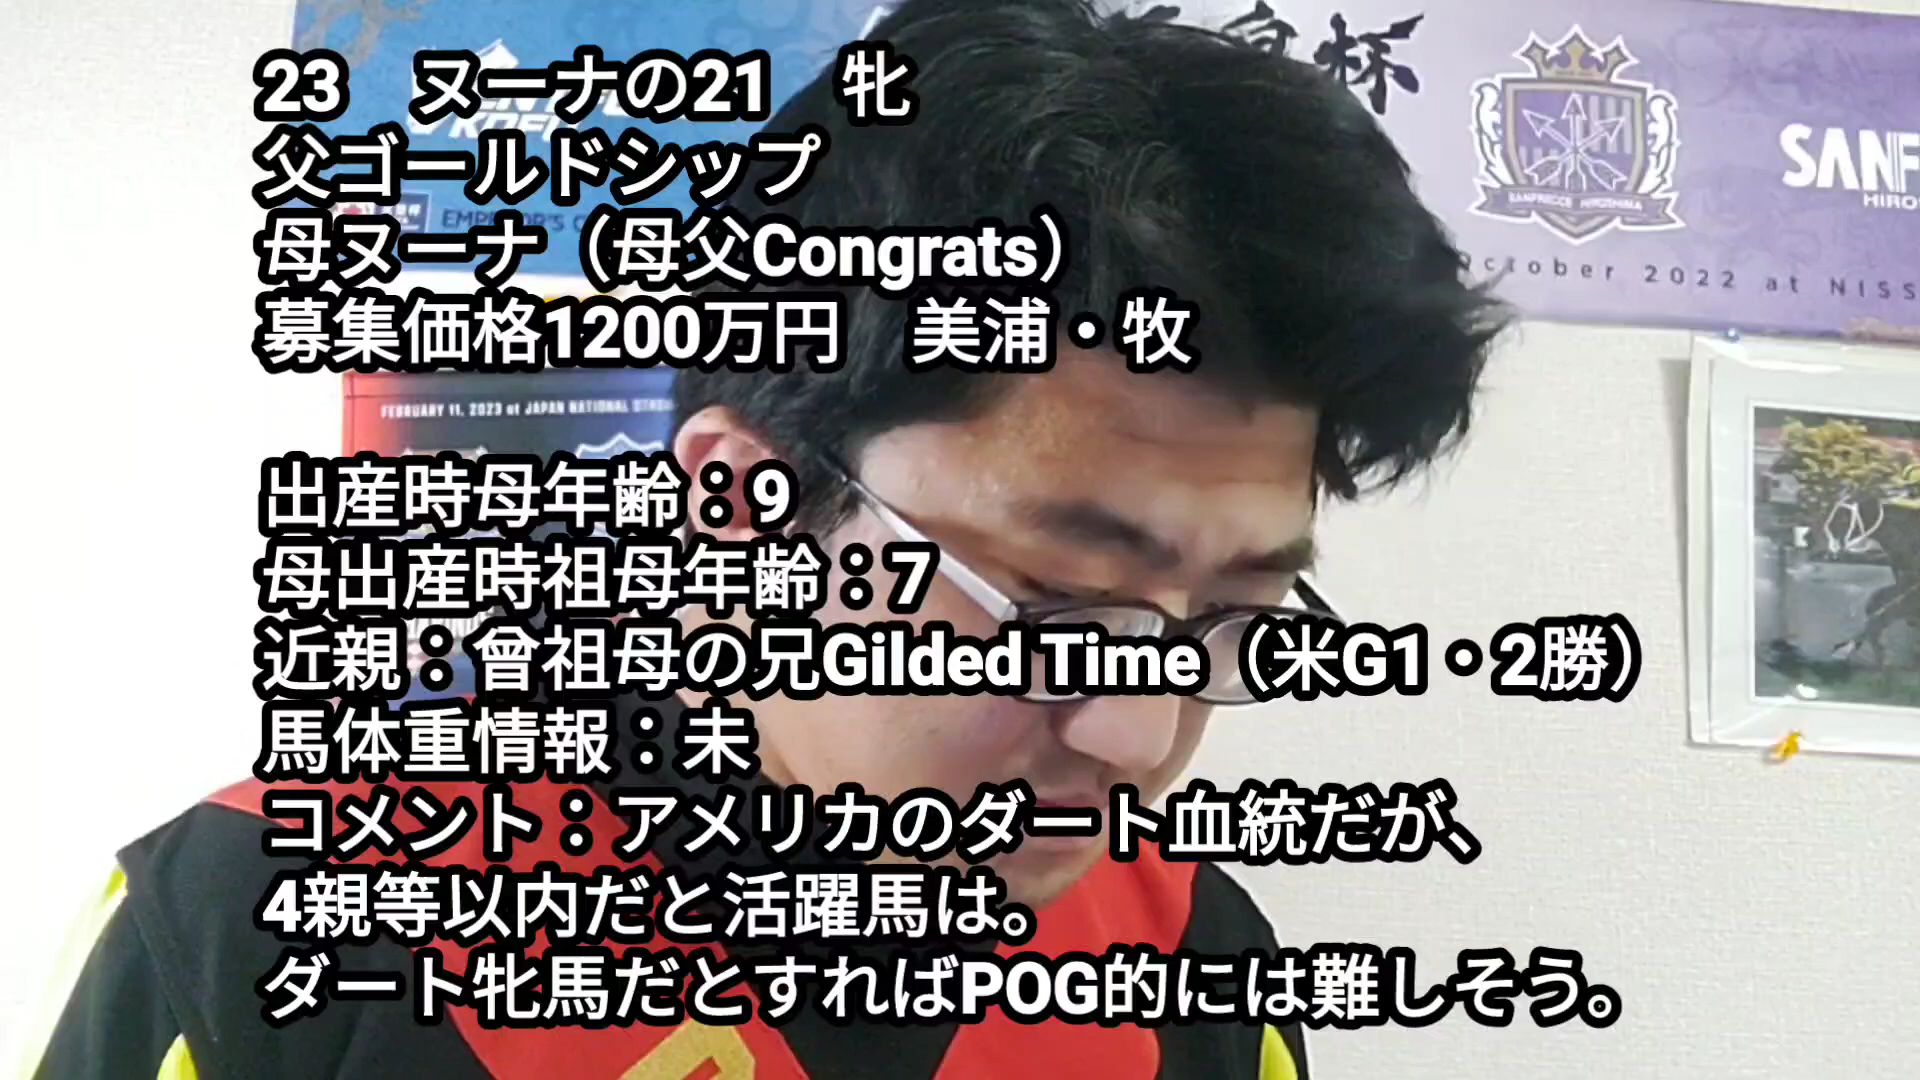 23　ヌーナの21　牝
父ゴールドシップ
母ヌーナ（母父Congrats）
募集価格1200万円　美浦・牧
出産時母年齢：9
母出産時祖母年齢：7
近親：曾祖母の兄Gilded Time（米G1・2勝）
馬体重情報：未
コメント：アメリカのダート血統だが、
4親等以内だと活躍馬は。
ダート牝馬だとすればPOG的には難しそう。
杯
SANFRECCE HIROSHIMA
SANF
HIRO
October 2022 at NISS
FEBRUARY 11, 2023 at JAPAN NATIONAL STAD